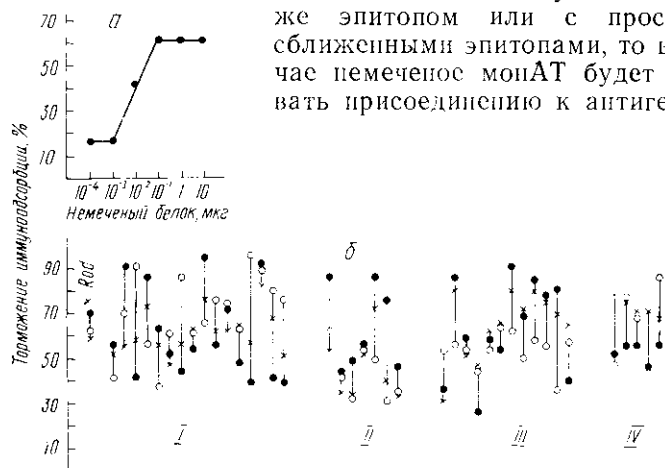 же эпитопом или с прос
сближенными эпитопами, то в
чае немеченое монАТ будет
вать присоединению к антиге
Торможение иммуноадсорбции, %
70
50
30
10
а
10⁻⁴ 10⁻³ 10⁻² 10⁻¹ 1 10
Немеченый белок, мкг
90
70
50
30
10
Rod
б
I II III IV